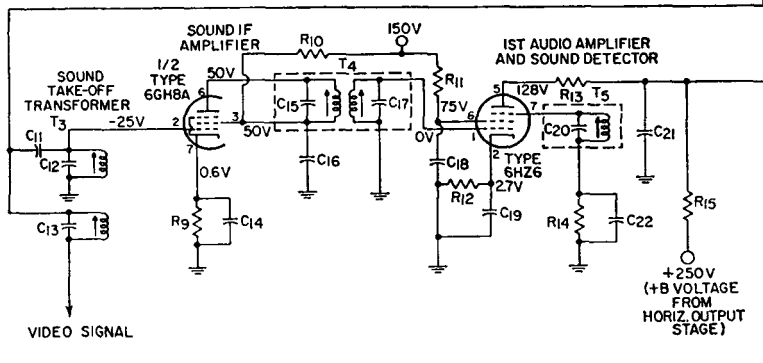 SOUND IF
AMPLIFIER
R10
150V
1ST AUDIO AMPLIFIER
AND SOUND DETECTOR
1/2
TYPE
6GH8A
SOUND
TAKE-OFF
TRANSFORMER
T3
C11
C12
C13
-25V
2
6
3
7
50V
50V
0.6V
R9
C14
T4
C15
C17
C16
R11
75V
0V
C18
R12
6
1
5
7
2
128V
TYPE
6HZ6
2.7V
C19
R13
T5
C20
C21
R14
C22
R15
+250V
(+B VOLTAGE
FROM
HORIZ. OUTPUT
STAGE)
VIDEO SIGNAL